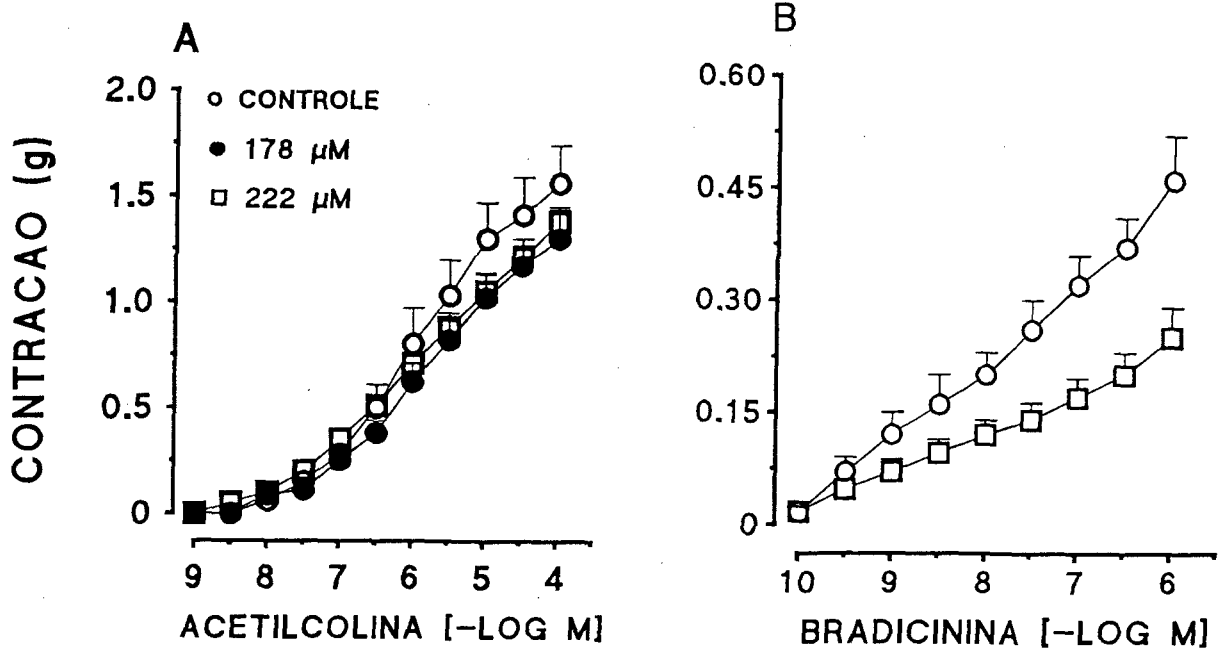 A
CONTRACAO (g)
2.0
1.5
1.0
0.5
0
CONTROLE
178 µM
222 µM
9 8 7 6 5 4
ACETILCOLINA [-LOG M]
B
0.60
0.45
0.30
0.15
0
10 9 8 7 6
BRADICININA [-LOG M]